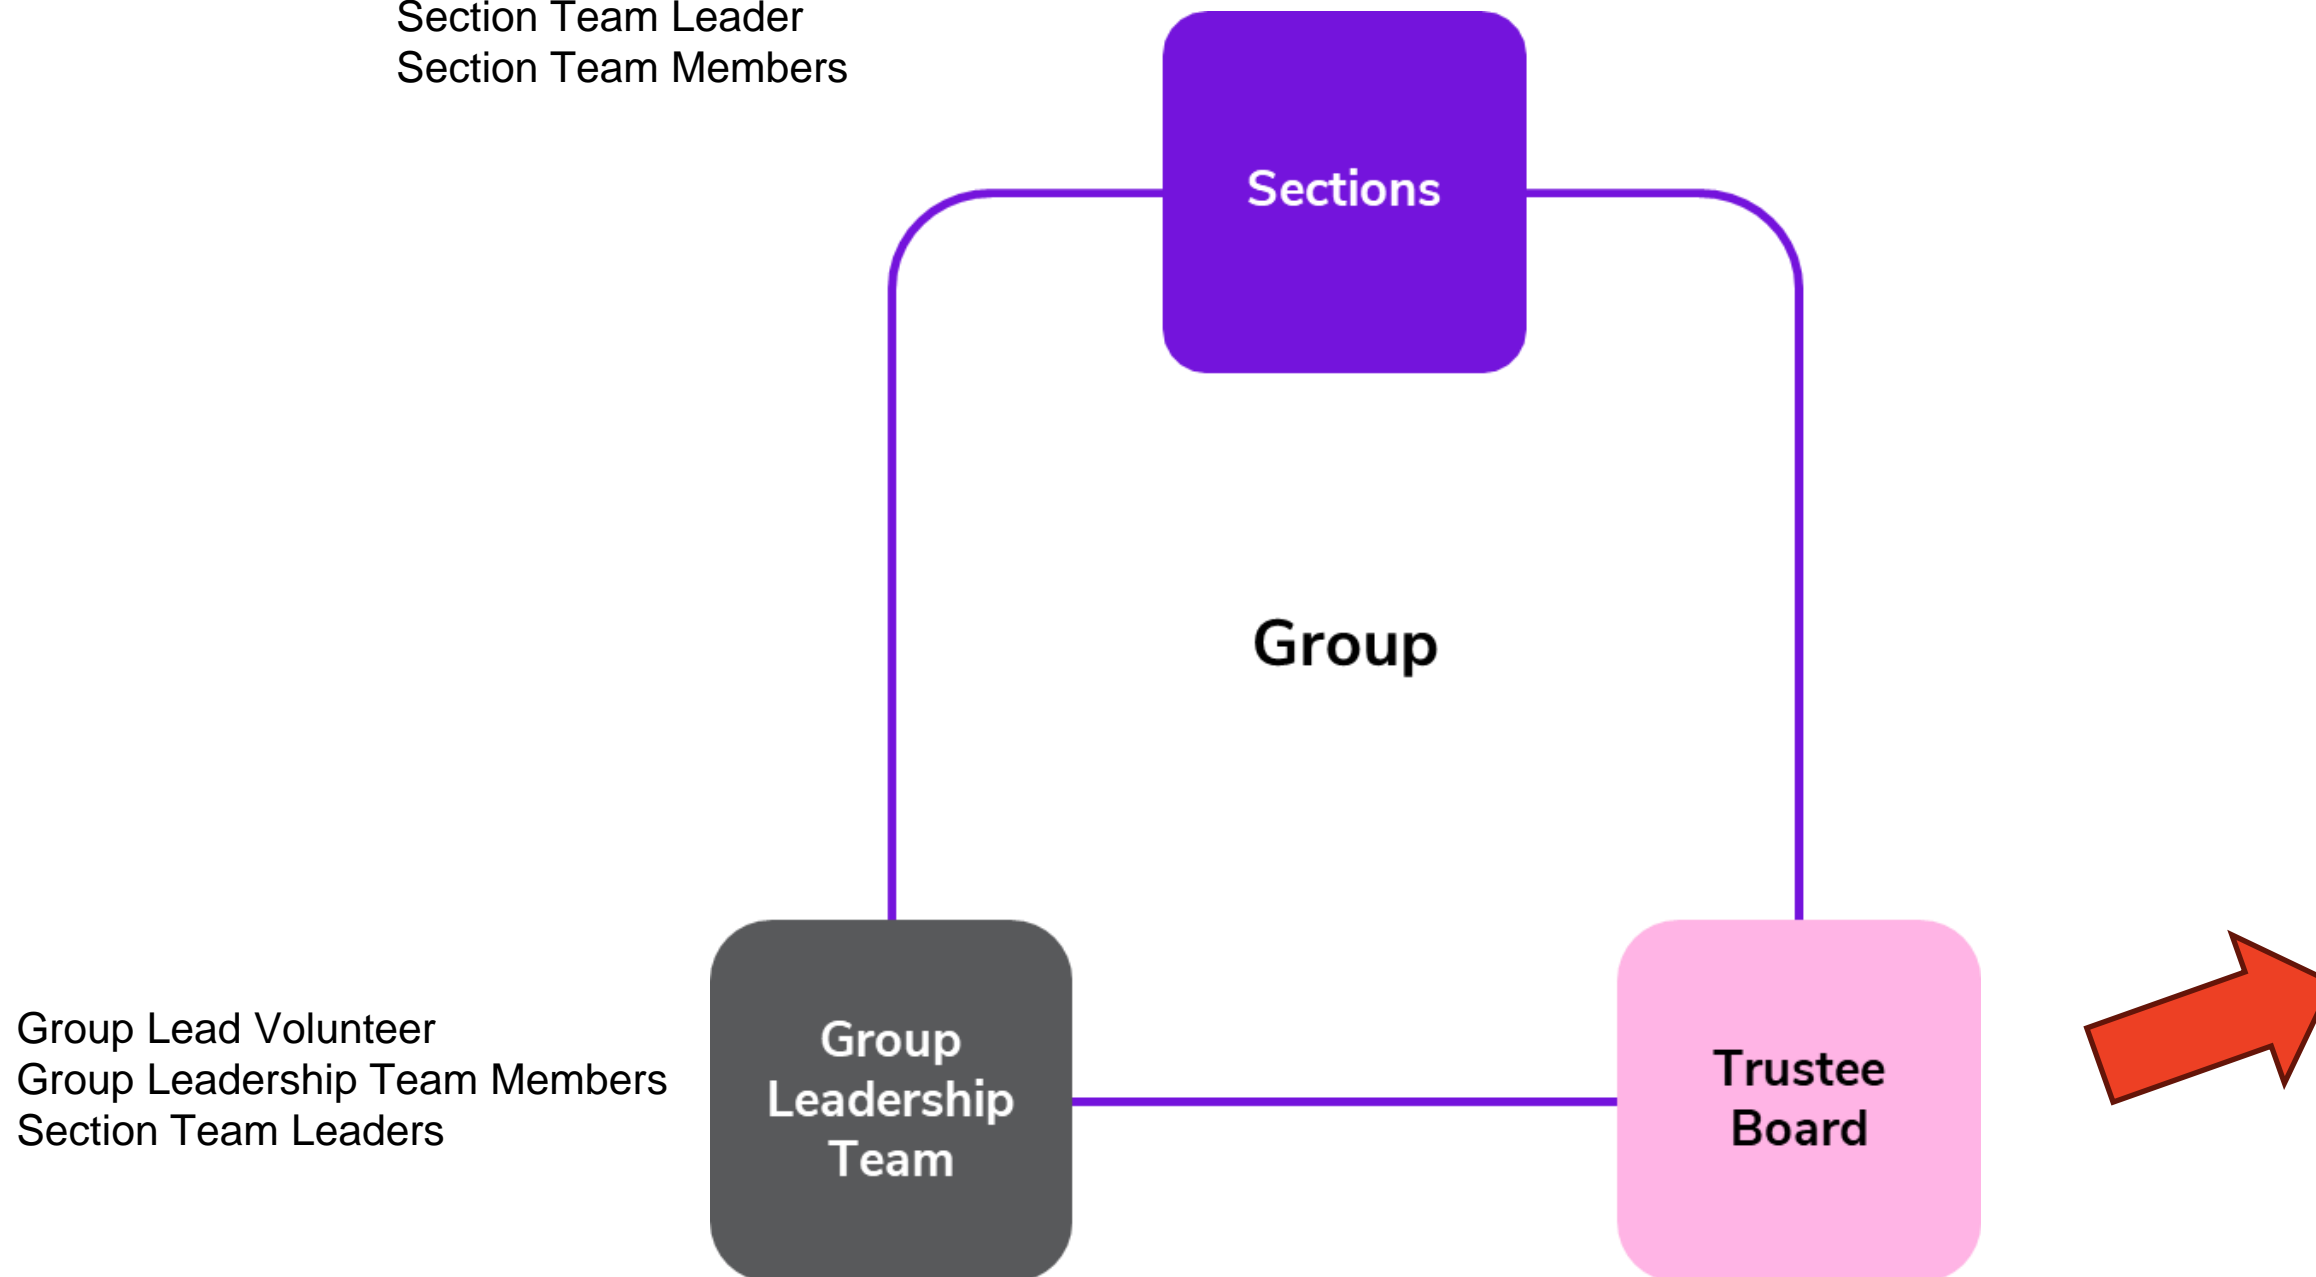 Section Team Leader
Section Team Members
Sections
Group
Group Lead Volunteer
Group Leadership Team Members
Section Team Leaders
Group
Leadership
Team
Trustee
Board